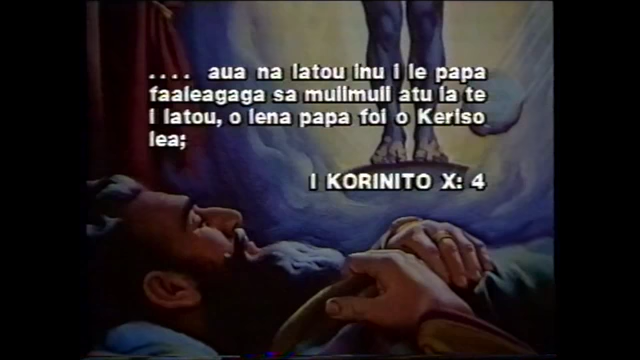 .... aua na latou inu i le papa
faaleagaga sa mulimuli atu ia te
i latou, o lena papa foi o Keriso
lea;
I KORINITO X: 4